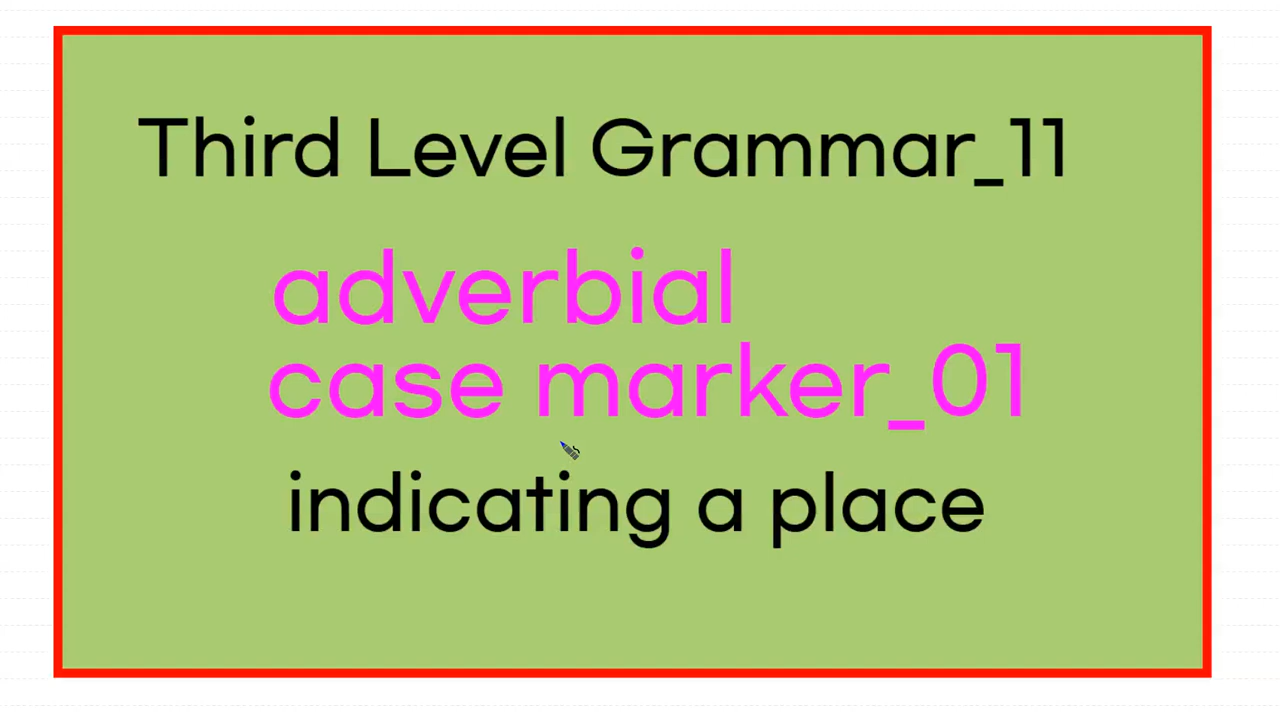 Third Level Grammar_11
adverbial
case marker_01
indicating a place